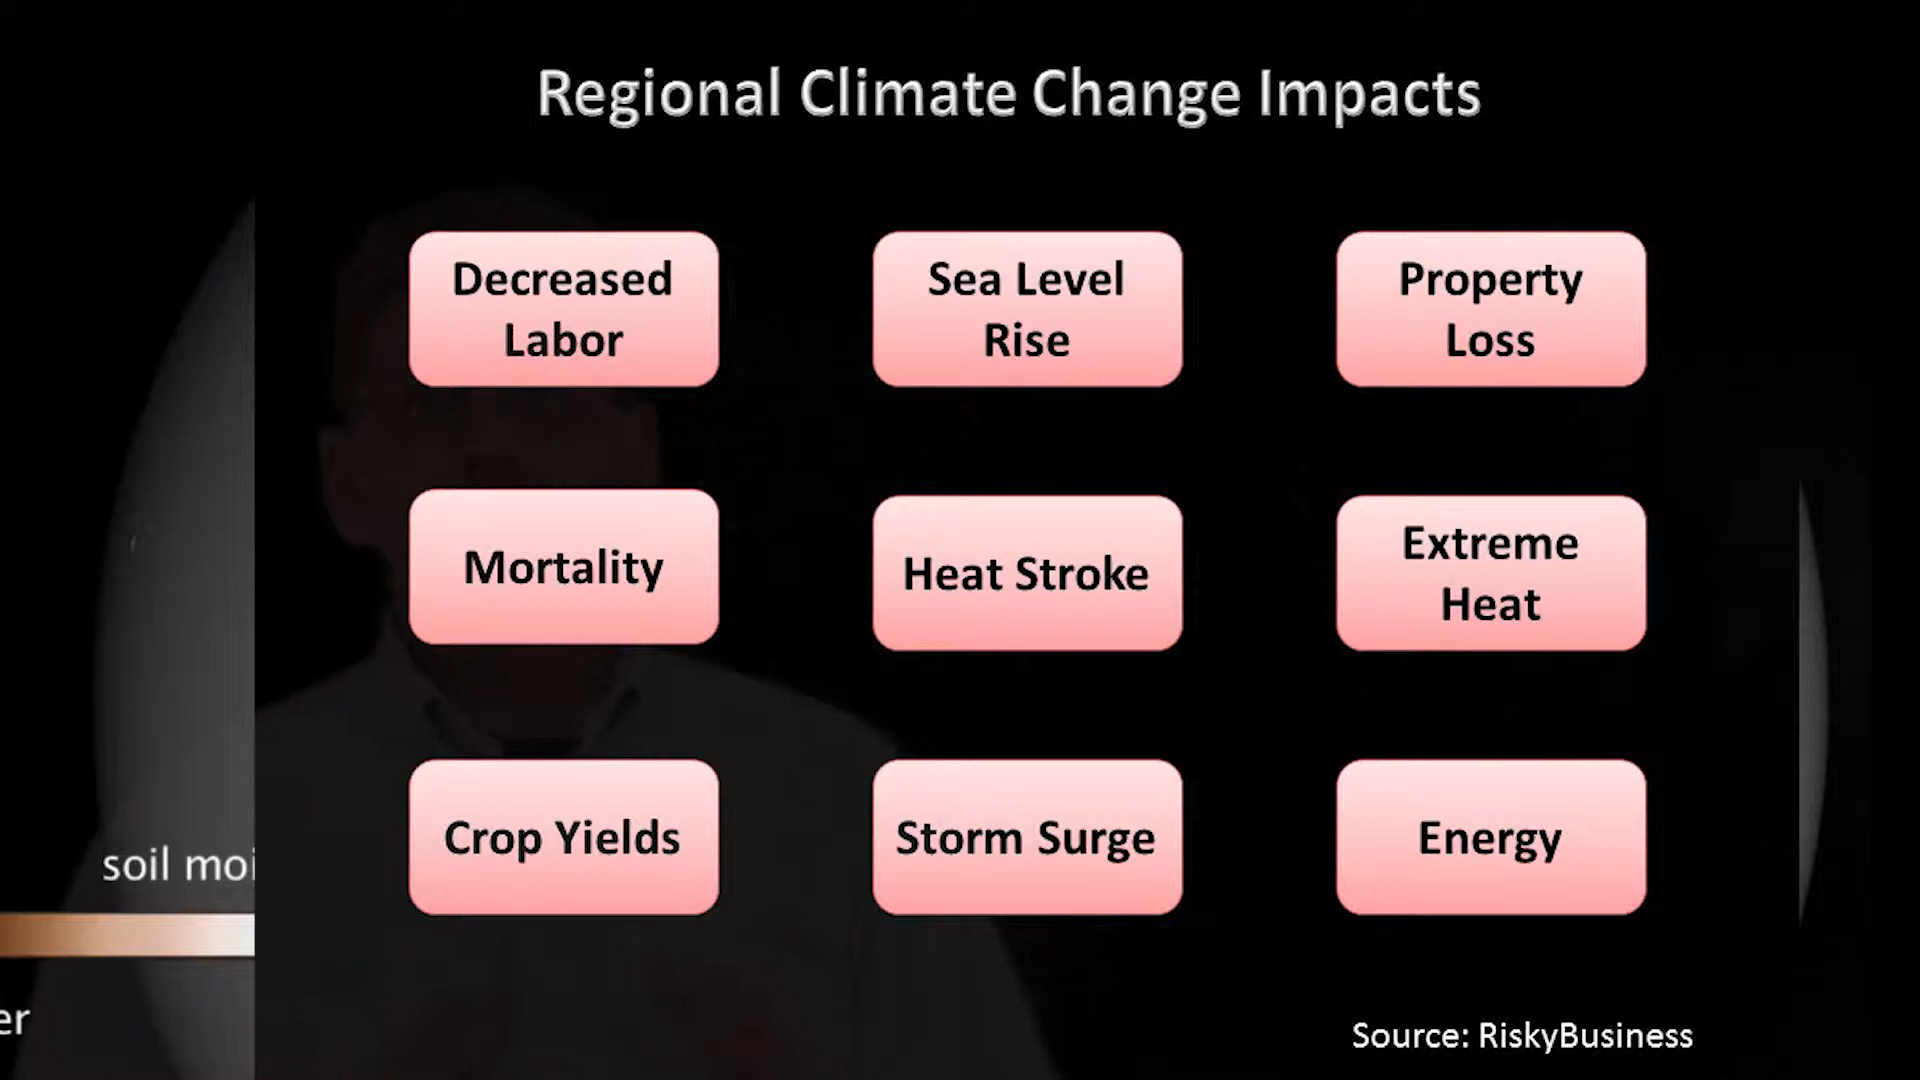 Regional Climate Change Impacts
Decreased
Labor
Sea Level
Rise
Property
Loss
Mortality
Heat Stroke
Extreme
Heat
Crop Yields
Storm Surge
Energy
soil moi
er
Source: RiskyBusiness